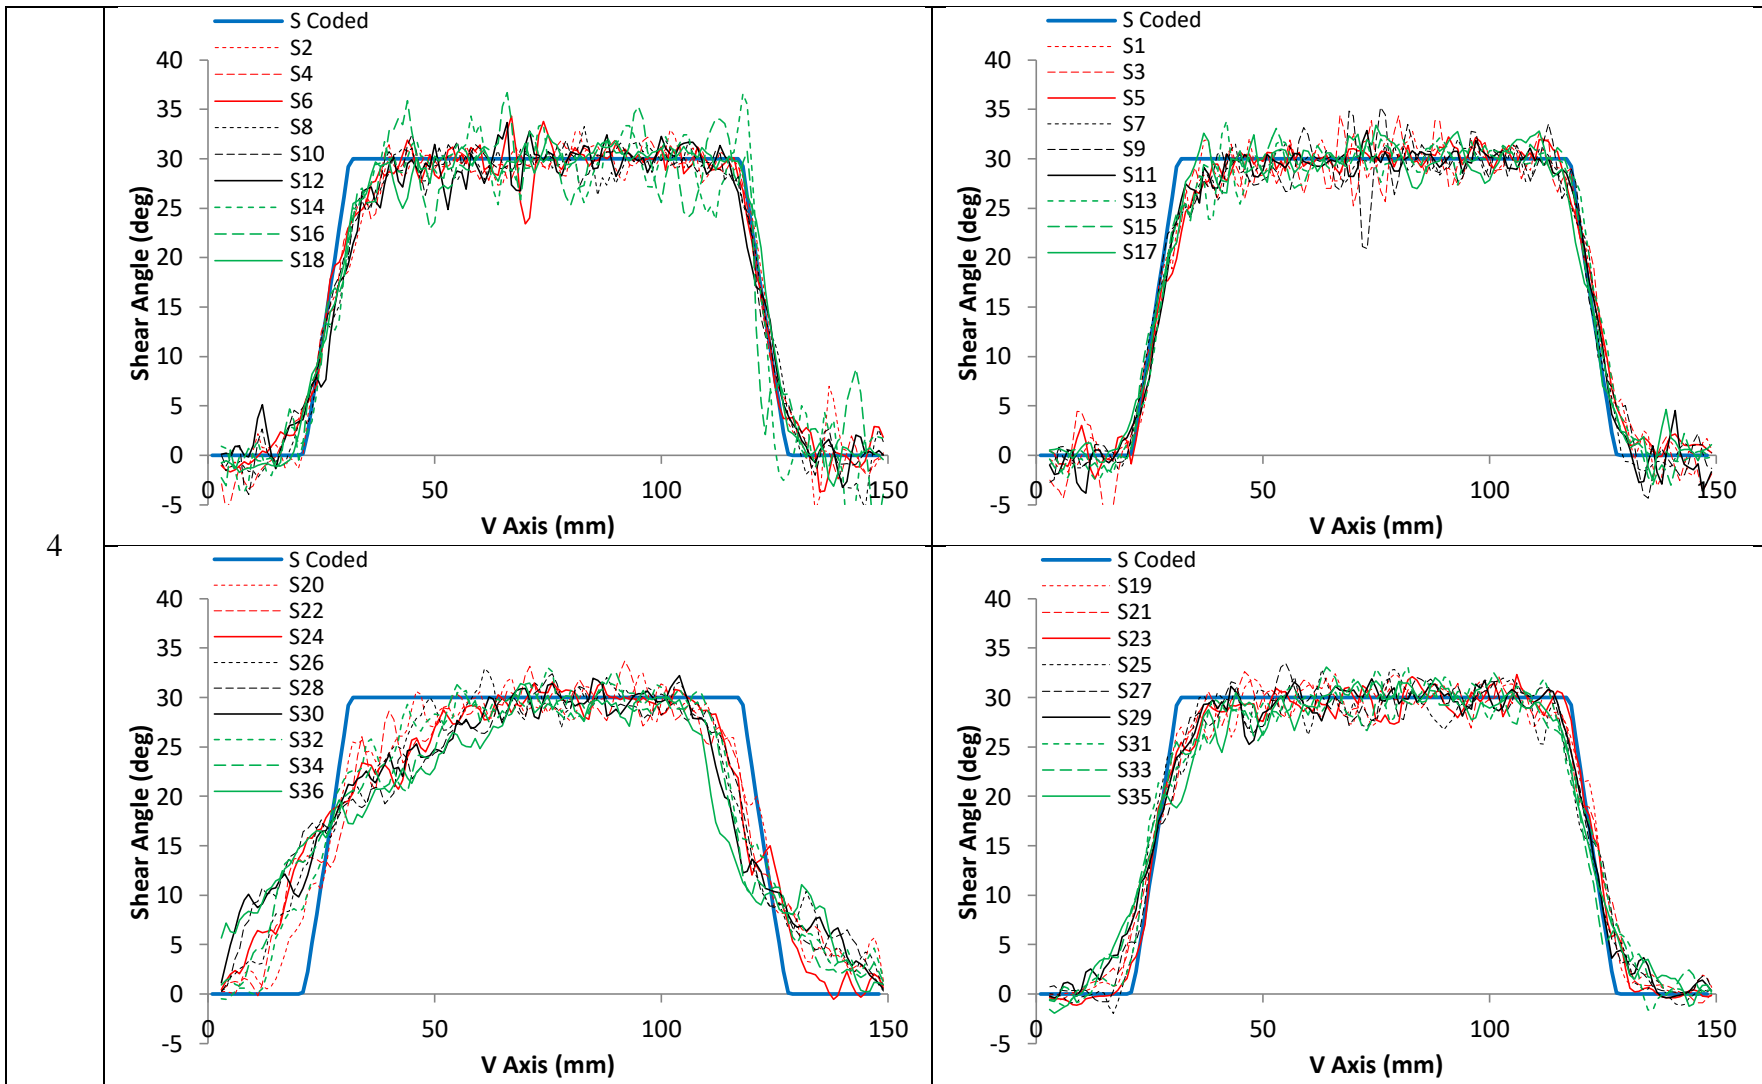 4
S Coded
S2
S4
S6
S8
S10
S12
S14
S16
S18
40
35
30
25
20
15
10
5
0
-5
0
50
100
150
Shear Angle (deg)
V Axis (mm)
S Coded
S1
S3
S5
S7
S9
S11
S13
S15
S17
40
35
30
25
20
15
10
5
0
-5
0
50
100
150
Shear Angle (deg)
V Axis (mm)
S Coded
S20
S22
S24
S26
S28
S30
S32
S34
S36
40
35
30
25
20
15
10
5
0
-5
0
50
100
150
Shear Angle (deg)
V Axis (mm)
S Coded
S19
S21
S23
S25
S27
S29
S31
S33
S35
40
35
30
25
20
15
10
5
0
-5
0
50
100
150
Shear Angle (deg)
V Axis (mm)